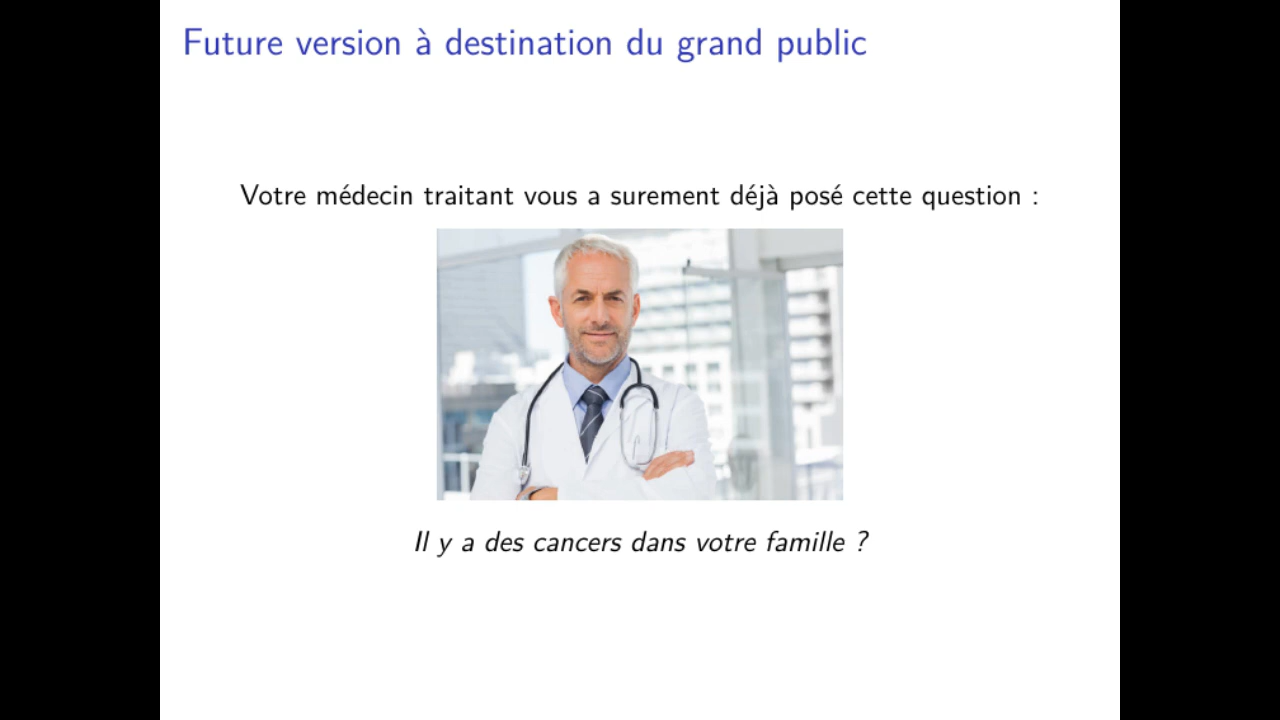 Future version à destination du grand public
Votre médecin traitant vous a surement déjà posé cette question :
Il y a des cancers dans votre famille ?